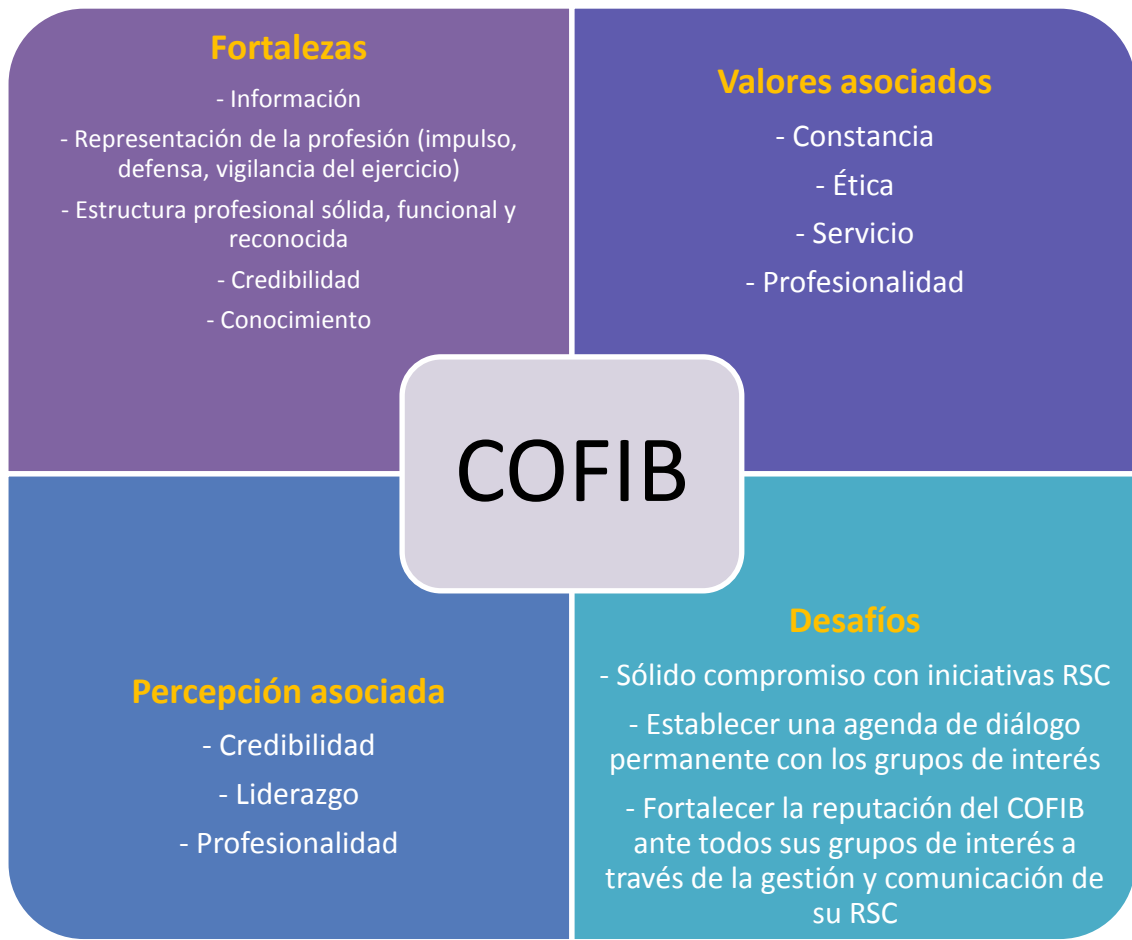 Fortalezas
- Información
- Representación de la profesión (impulso,
defensa, vigilancia del ejercicio)
- Estructura profesional sólida, funcional y
reconocida
- Credibilidad
- Conocimiento
Valores asociados
- Constancia
- Ética
- Servicio
- Profesionalidad
COFIB
Percepción asociada
- Credibilidad
- Liderazgo
- Profesionalidad
Desafíos
- Sólido compromiso con iniciativas RSC
- Establecer una agenda de diálogo
permanente con los grupos de interés
- Fortalecer la reputación del COFIB
ante todos sus grupos de interés a
través de la gestión y comunicación de
su RSC